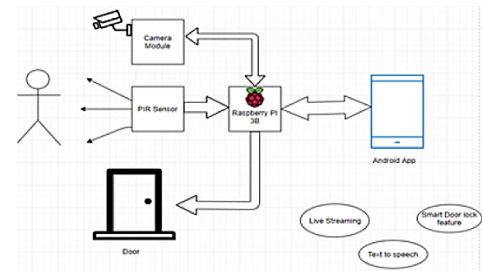 Camera
Module
PIR Sensor
Raspberry PI
3B
Android App
Door
Live Streaming
Smart Door lock
feature
Text to speech